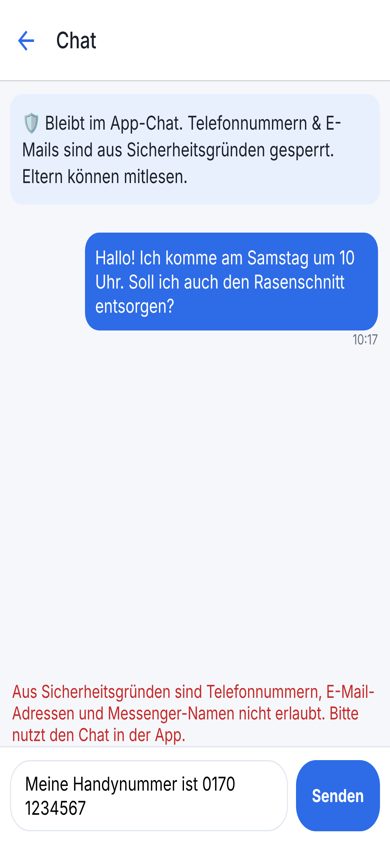 Chat
🛡️ Bleibt im App-Chat. Telefonnummern & E-
Mails sind aus Sicherheitsgründen gesperrt.
Eltern können mitlesen.
Hallo! Ich komme am Samstag um 10
Uhr. Soll ich auch den Rasenschnitt
entsorgen?
10:17
Aus Sicherheitsgründen sind Telefonnummern, E-Mail-
Adressen und Messenger-Namen nicht erlaubt. Bitte
nutzt den Chat in der App.
Meine Handynummer ist 0170
1234567
Senden